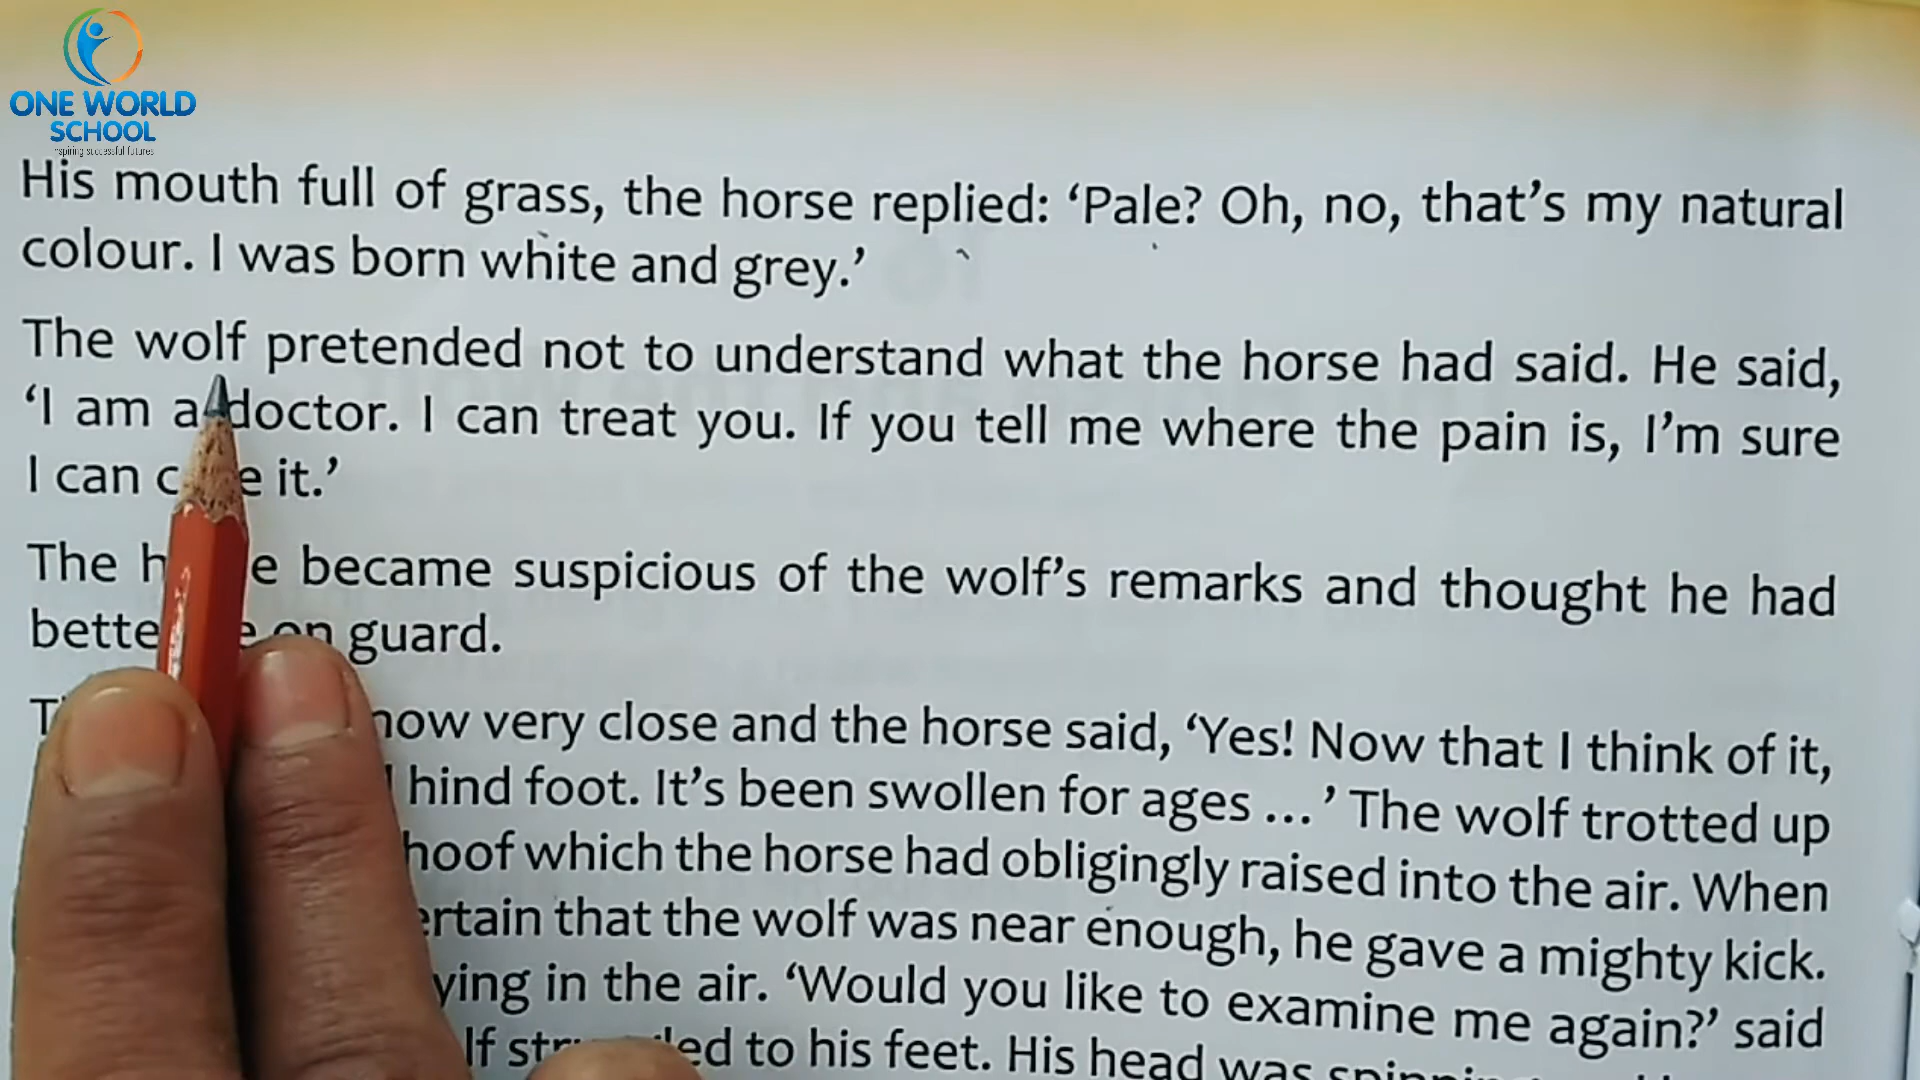 ONE WORLD
SCHOOL
inspiring successful futures
His mouth full of grass, the horse replied: ‘Pale? Oh, no, that’s my natural
colour. I was born white and grey.’
The wolf pretended not to understand what the horse had said. He said,
‘I am a doctor. I can treat you. If you tell me where the pain is, I’m sure
I can it.’
The became suspicious of the wolf’s remarks and thought he had
on guard.
now very close and the horse said, ‘Yes! Now that I think of it,
hind foot. It’s been swollen for ages ... ’ The wolf trotted up
hoof which the horse had obligingly raised into the air. When
that the wolf was near enough, he gave a mighty kick.
in the air. ‘Would you like to examine me again?’ said
to his feet. His head was